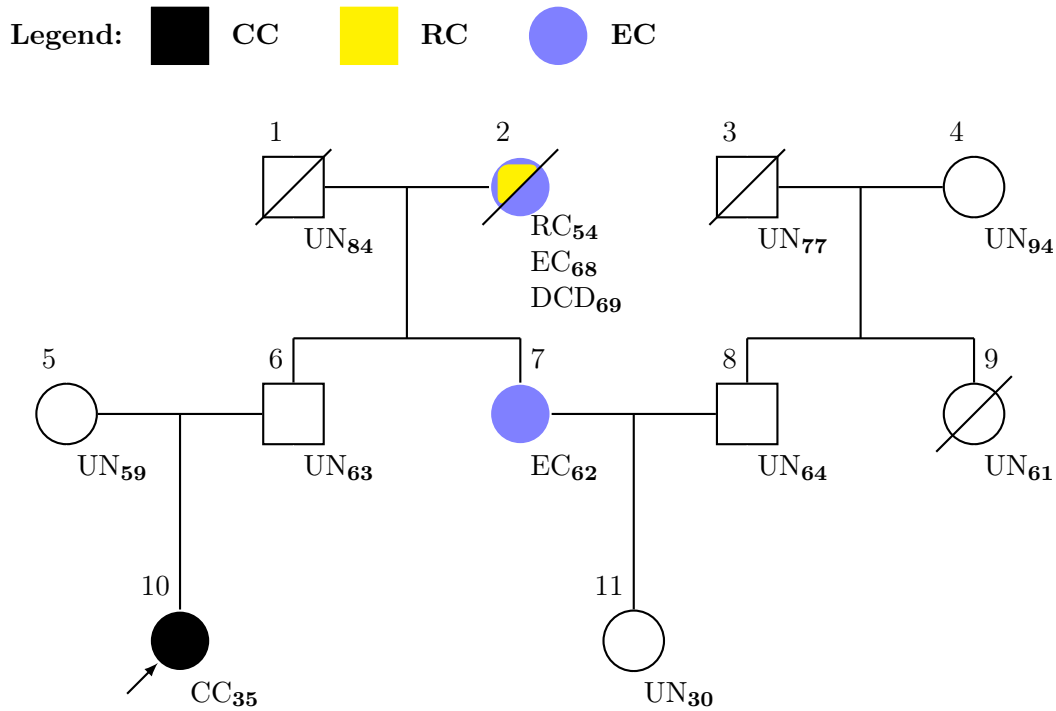 Legend: CC RC EC
1 2 3 4
UN84 RC54 UN77 UN94
EC68
DCD69
5 6 7 8 9
UN59 UN63 EC62 UN64 UN61
10 11
CC35 UN30